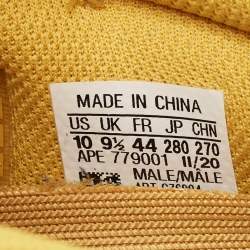 MADE IN CHINA
US UK FR JP CHN
10 9½ 44 280 270
APE 779001 11/20
MALE/MÂLE
ART